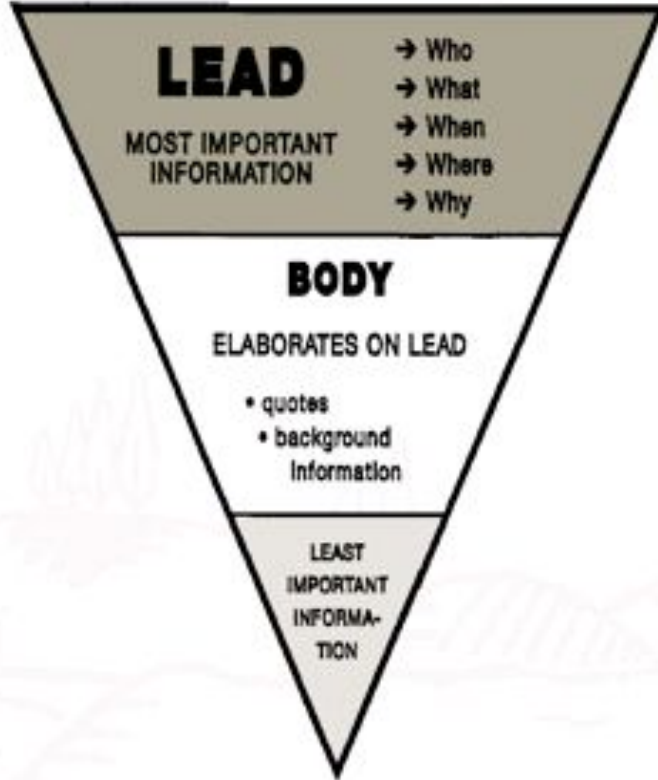 LEAD
MOST IMPORTANT
INFORMATION
→ Who
→ What
→ When
→ Where
→ Why
BODY
ELABORATES ON LEAD
• quotes
• background
information
LEAST
IMPORTANT
INFORMA-
TION